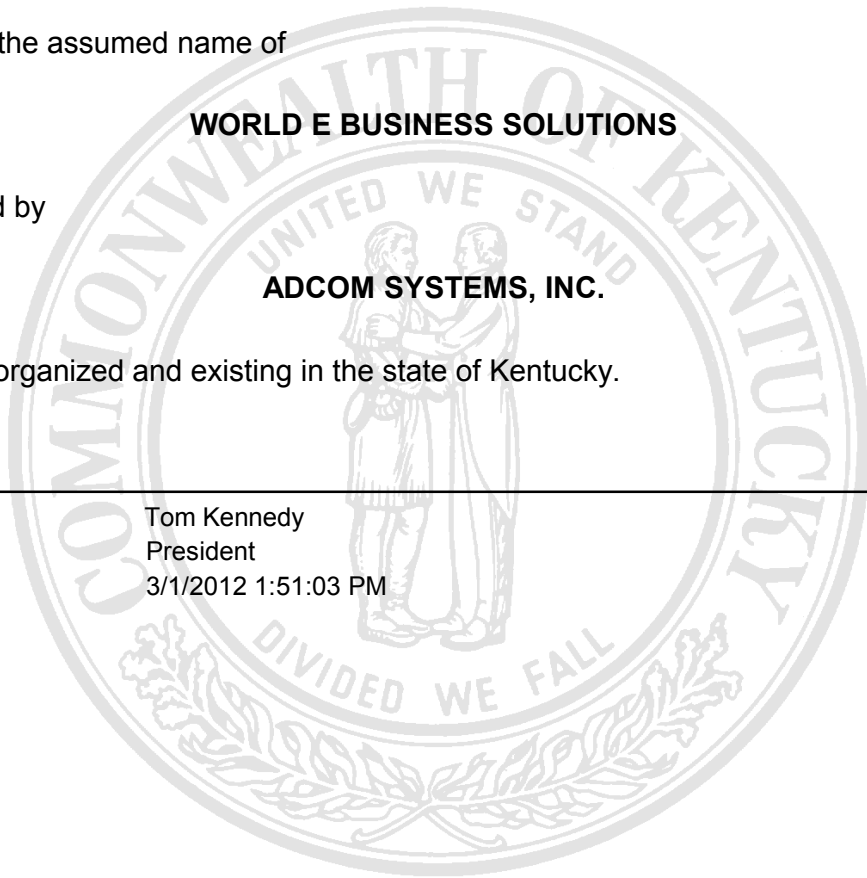 the assumed name of
WORLD E BUSINESS SOLUTIONS
by
ADCOM SYSTEMS, INC.
organized and existing in the state of Kentucky.
Tom Kennedy
President
3/1/2012 1:51:03 PM
COMMONWEALTH OF KENTUCKY
UNITED WE STAND
DIVIDED WE FALL